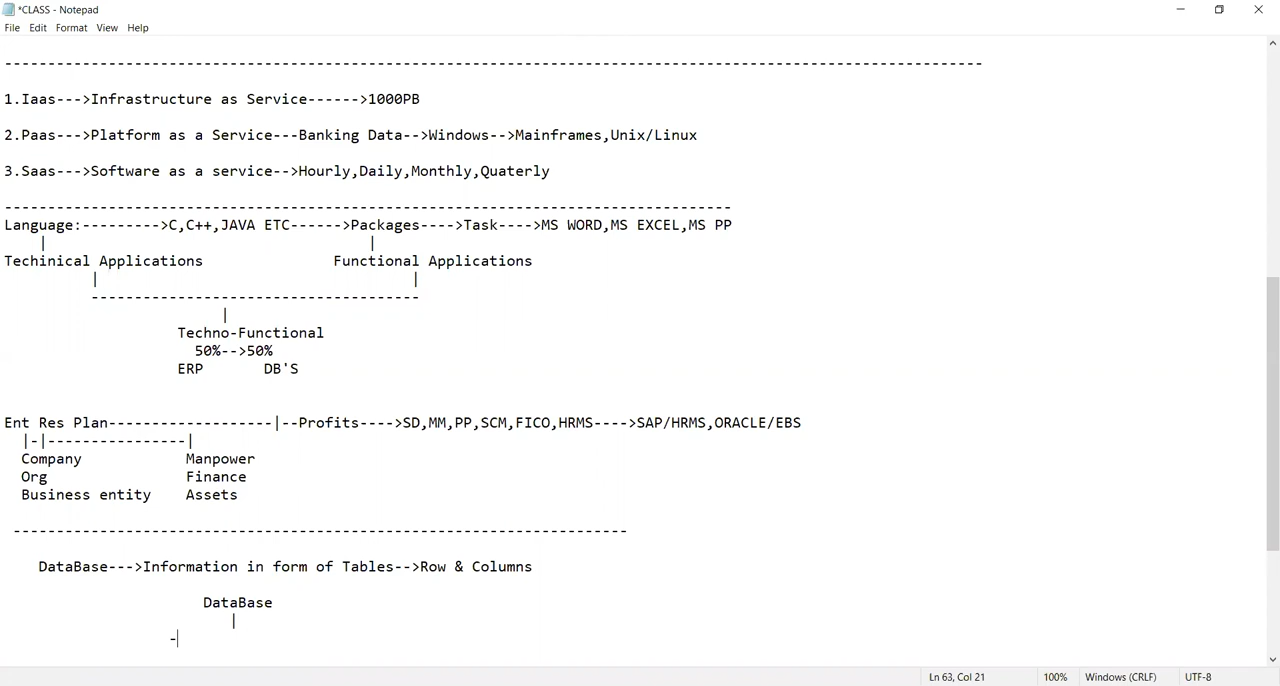 *CLASS - Notepad
File Edit Format View Help
-----------------------------------------------------------------------------------------------------------------
1.Iaas--->Infrastructure as Service------>1000PB
2.Paas--->Platform as a Service---Banking Data-->Windows-->Mainframes,Unix/Linux
3.Saas--->Software as a service-->Hourly,Daily,Monthly,Quaterly
------------------------------------------------------------------------------------
Language:--------->C,C++,JAVA ETC------>Packages---->Task---->MS WORD,MS EXCEL,MS PP
| |
Techinical Applications Functional Applications
| |
--------------------------------------
|
Techno-Functional
50%-->50%
ERP DB'S
Ent Res Plan-------------------|--Profits---->SD,MM,PP,SCM,FICO,HRMS---->SAP/HRMS,ORACLE/EBS
|-|----------------|
Company Manpower
Org Finance
Business entity Assets
-----------------------------------------------------------------------
DataBase--->Information in form of Tables-->Row & Columns
DataBase
|
-
Ln 63, Col 21 100% Windows (CRLF) UTF-8